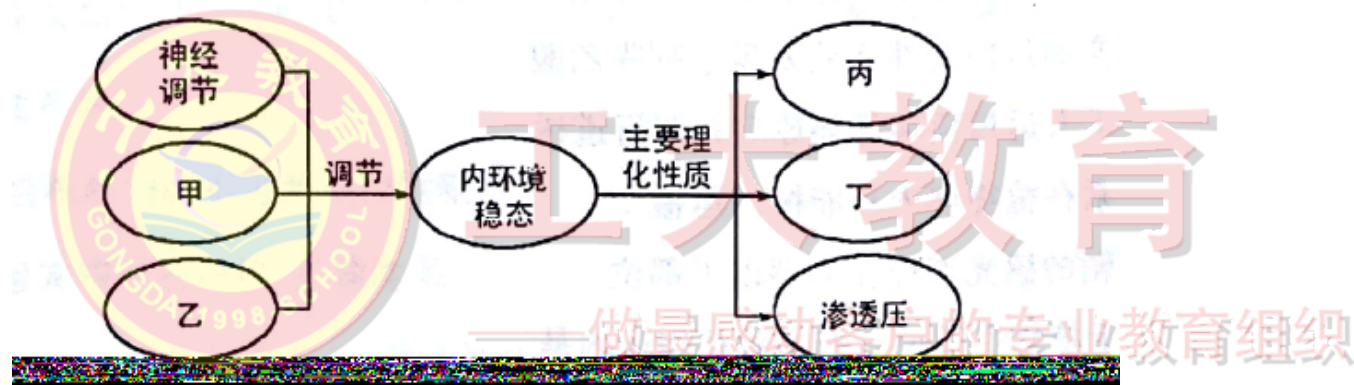 神经
调节
甲
乙
调节
内环境
稳态
主要理
化性质
丙
丁
渗透压
工大教育
——做最感动客户的专业教育组织
GONGDA 1998 SCHOOL